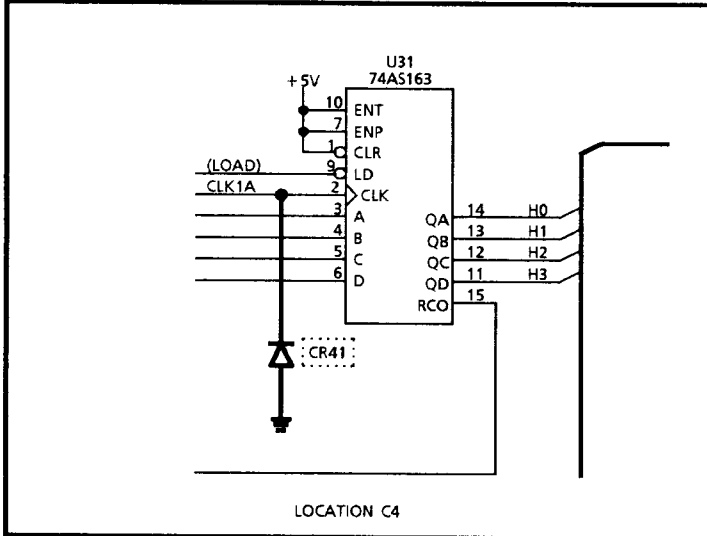 U31
74AS163
+5V
10 ENT
7 ENP
1 CLR
(LOAD) 9 LD
CLK1A 2 CLK
3 A
4 B
5 C
6 D
QA 14 H0
QB 13 H1
QC 12 H2
QD 11 H3
RCO 15
CR41
LOCATION C4